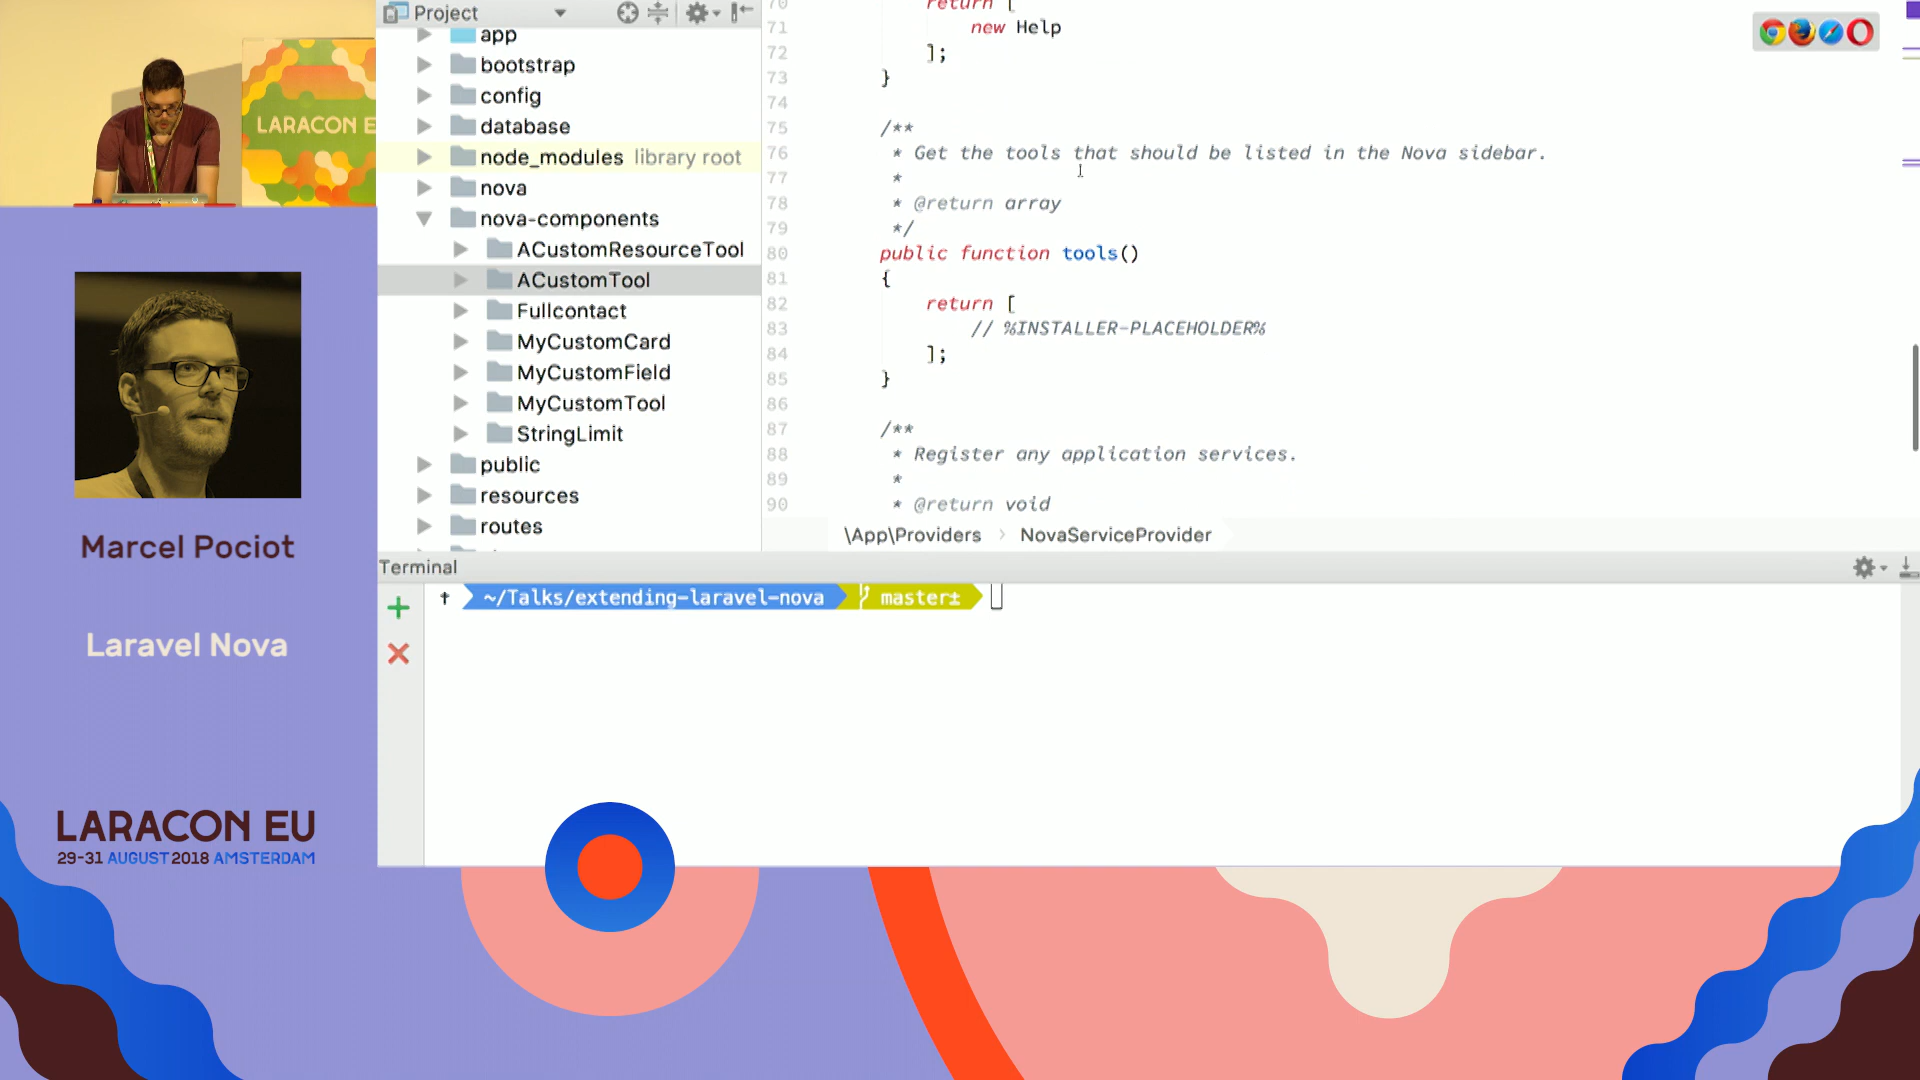 LARACON E
Marcel Pociot
Laravel Nova
LARACON EU
29-31 AUGUST 2018 AMSTERDAM
Project
app
bootstrap
config
database
node_modules library root
nova
nova-components
ACustomResourceTool
ACustomTool
Fullcontact
MyCustomCard
MyCustomField
MyCustomTool
StringLimit
public
resources
routes
70 return [
71 new Help
72 ];
73 }
74
75 /**
76 * Get the tools that should be listed in the Nova sidebar.
77 *
78 * @return array
79 */
80 public function tools()
81 {
82 return [
83 // %INSTALLER-PLACEHOLDER%
84 ];
85 }
86
87 /**
88 * Register any application services.
89 *
90 * @return void
\App\Providers › NovaServiceProvider
Terminal
~/Talks/extending-laravel-nova master±